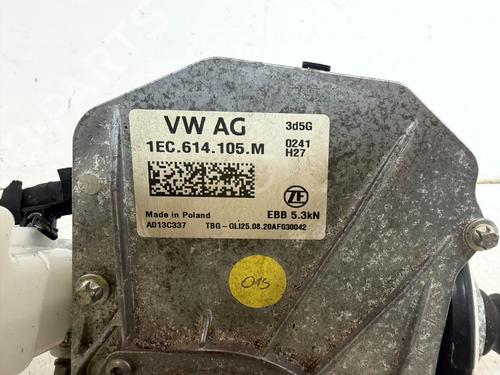 VW AG 3d5G
1EC.614.105.M 0241
H27
ZF
Made in Poland EBB 5.3kN
A013C337 TBG-GLI25.08.20AF030042
015